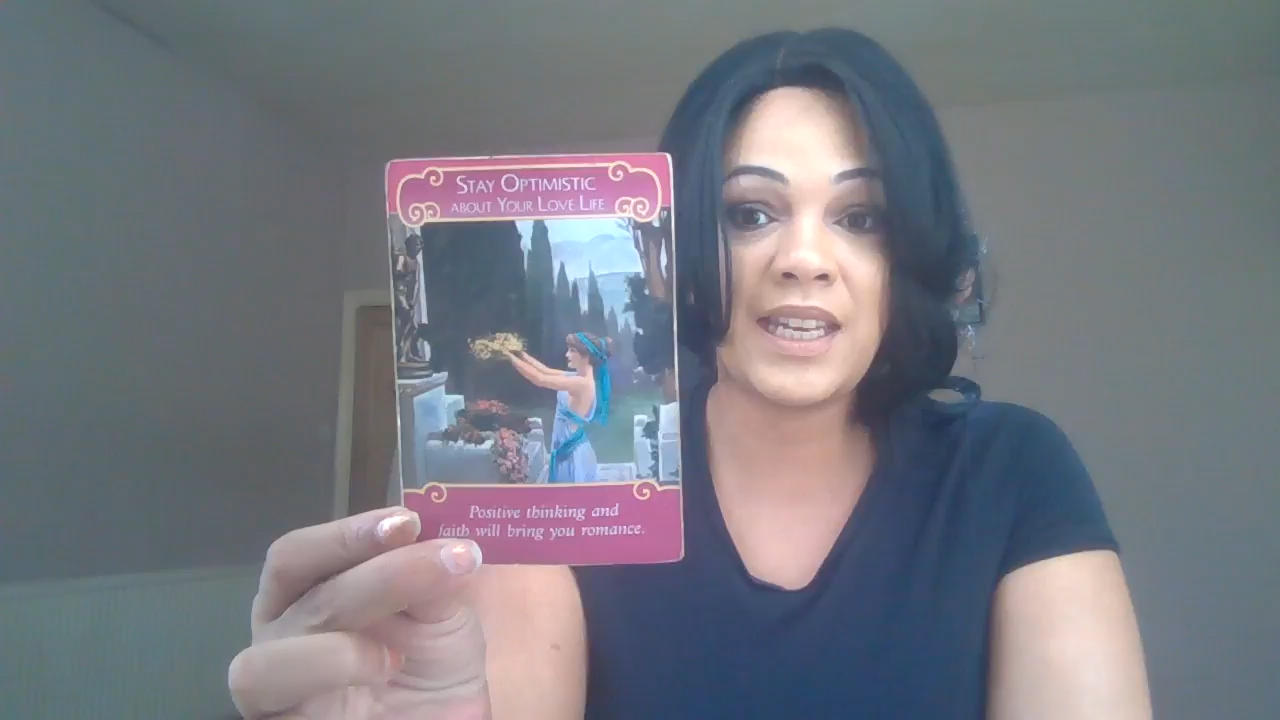 STAY OPTIMISTIC
ABOUT YOUR LOVE LIFE
Positive thinking and
faith will bring you romance.